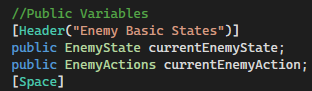 //Public Variables
[Header("Enemy Basic States")]
public EnemyState currentEnemyState;
public EnemyActions currentEnemyAction;
[Space]